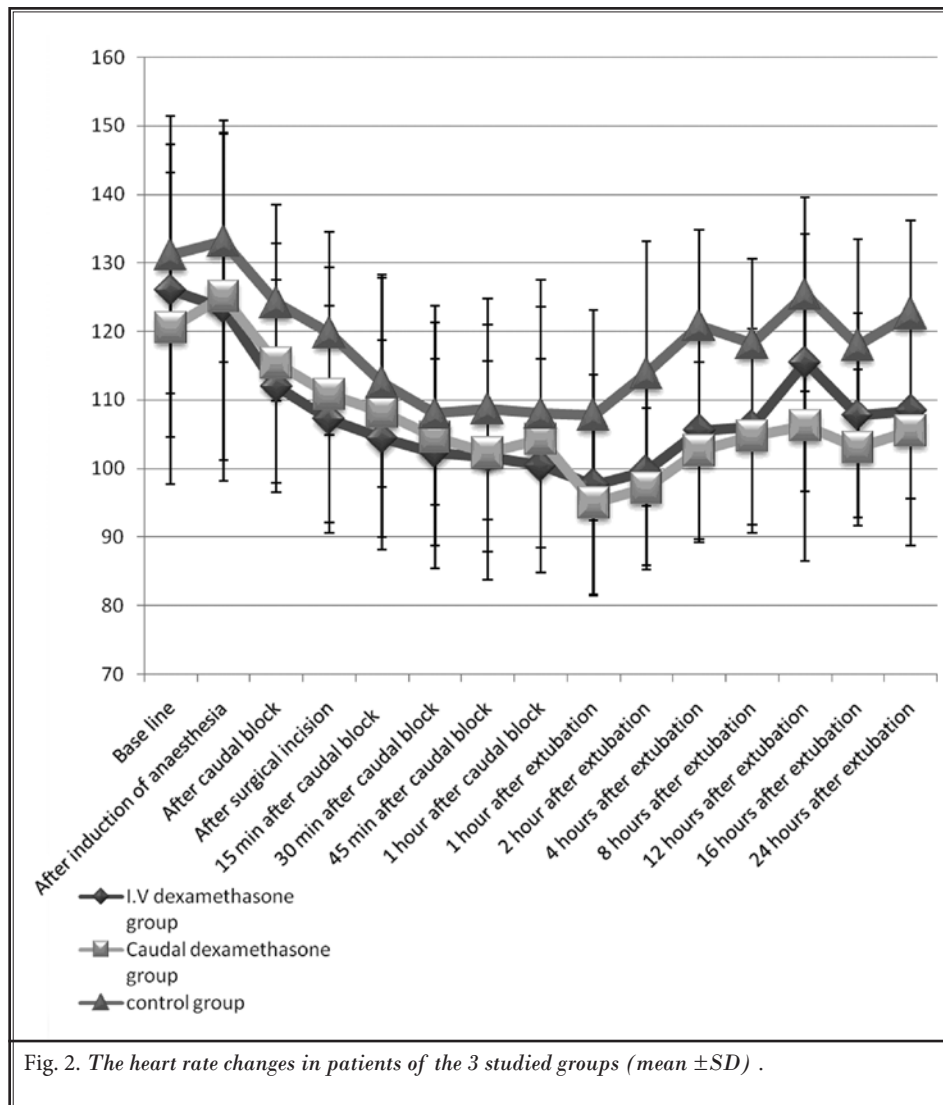 160
150
140
130
120
110
100
90
80
70
Base line
After induction of anaesthesia
After caudal block
After surgical incision
15 min after caudal block
30 min after caudal block
45 min after caudal block
1 hour after caudal block
1 hour after extubation
2 hour after extubation
4 hours after extubation
8 hours after extubation
12 hours after extubation
16 hours after extubation
24 hours after extubation
I.V dexamethasone
group
Caudal dexamethasone
group
control group
Fig. 2. The heart rate changes in patients of the 3 studied groups (mean ±SD) .